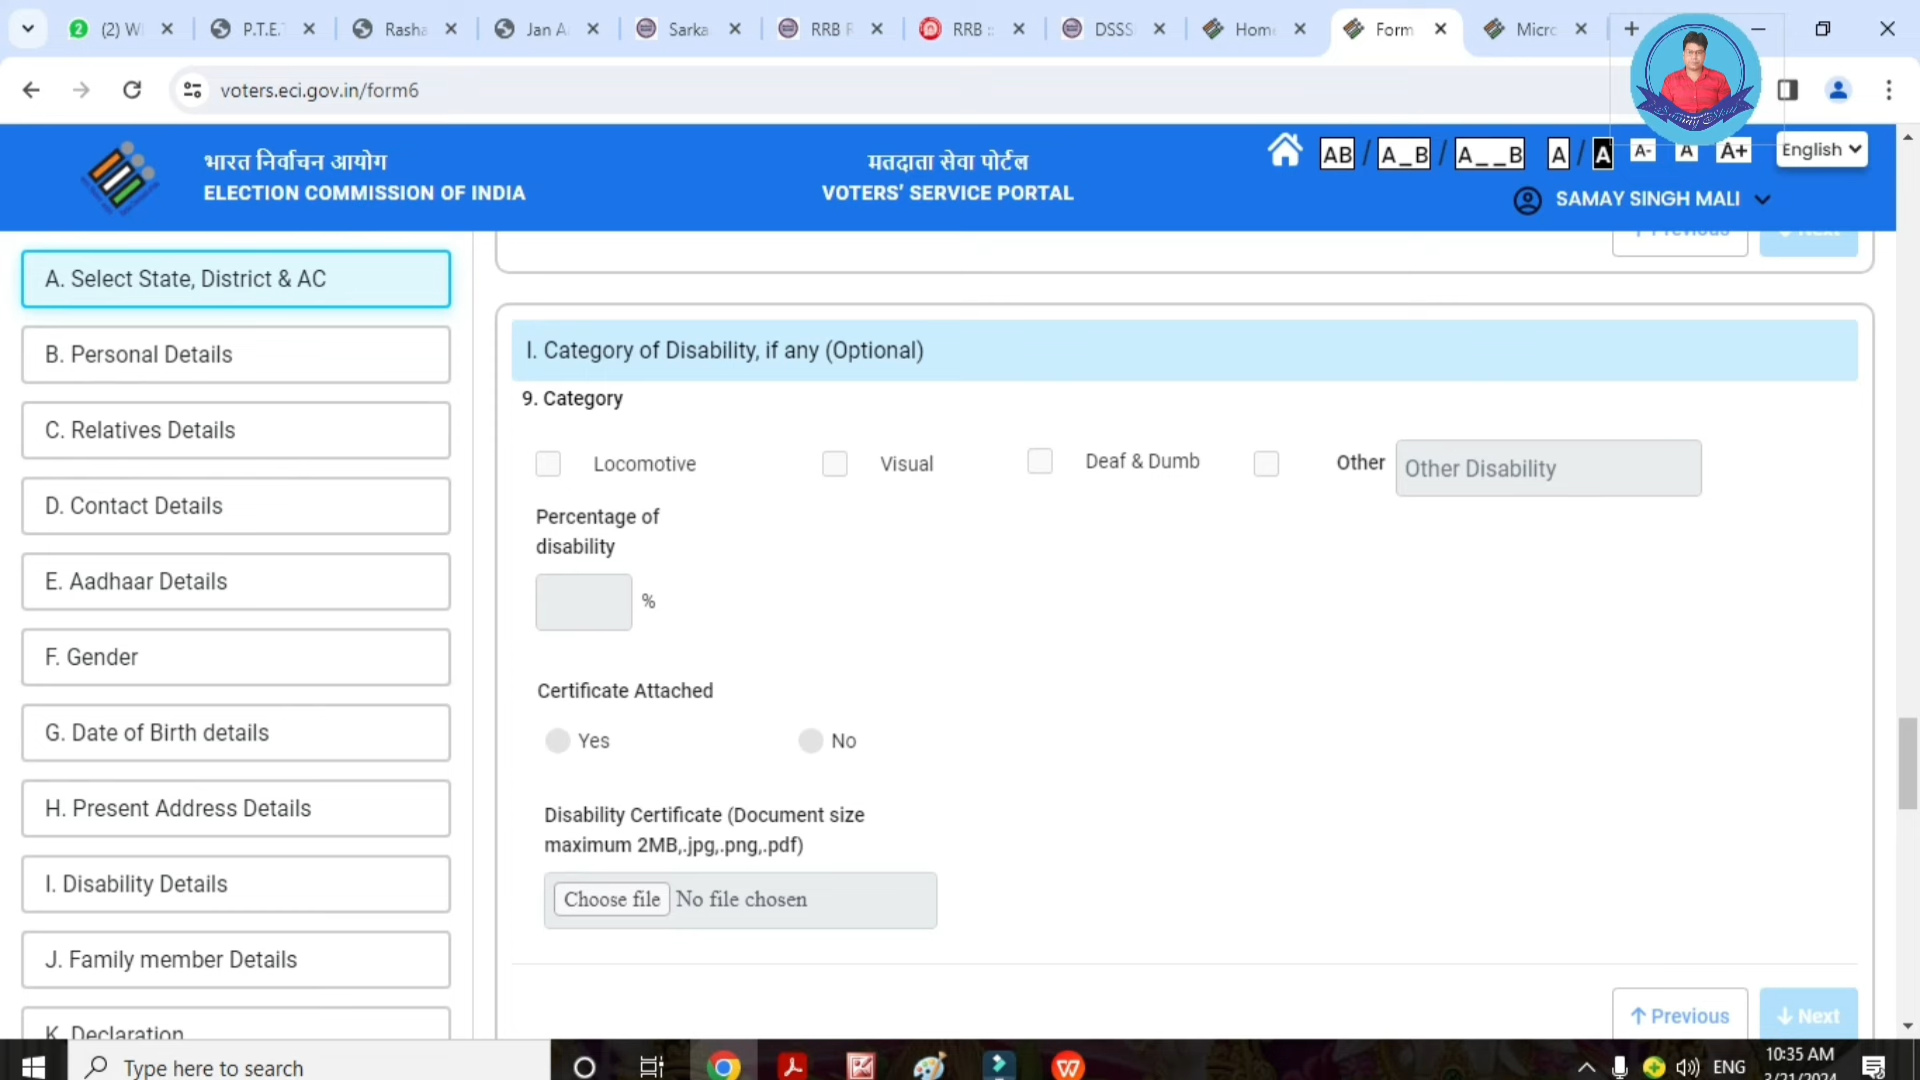 (2) W
P.T.E.
Rasha
Jan A
Sarka
RRB R
RRB ::
DSSS
Home
Form
Micro
voters.eci.gov.in/form6
भारत निर्वाचन आयोग
ELECTION COMMISSION OF INDIA
मतदाता सेवा पोर्टल
VOTERS' SERVICE PORTAL
AB / A_B / A__B A / A A- A A+
English
SAMAY SINGH MALI
Previous
Next
A. Select State, District & AC
B. Personal Details
C. Relatives Details
D. Contact Details
E. Aadhaar Details
F. Gender
G. Date of Birth details
H. Present Address Details
I. Disability Details
J. Family member Details
K. Declaration
I. Category of Disability, if any (Optional)
9. Category
Locomotive
Visual
Deaf & Dumb
Other
Other Disability
Percentage of
disability
%
Certificate Attached
Yes
No
Disability Certificate (Document size
maximum 2MB,.jpg,.png,.pdf)
Choose file No file chosen
↑ Previous
↓ Next
Type here to search
ENG
10:35 AM
3/21/2024